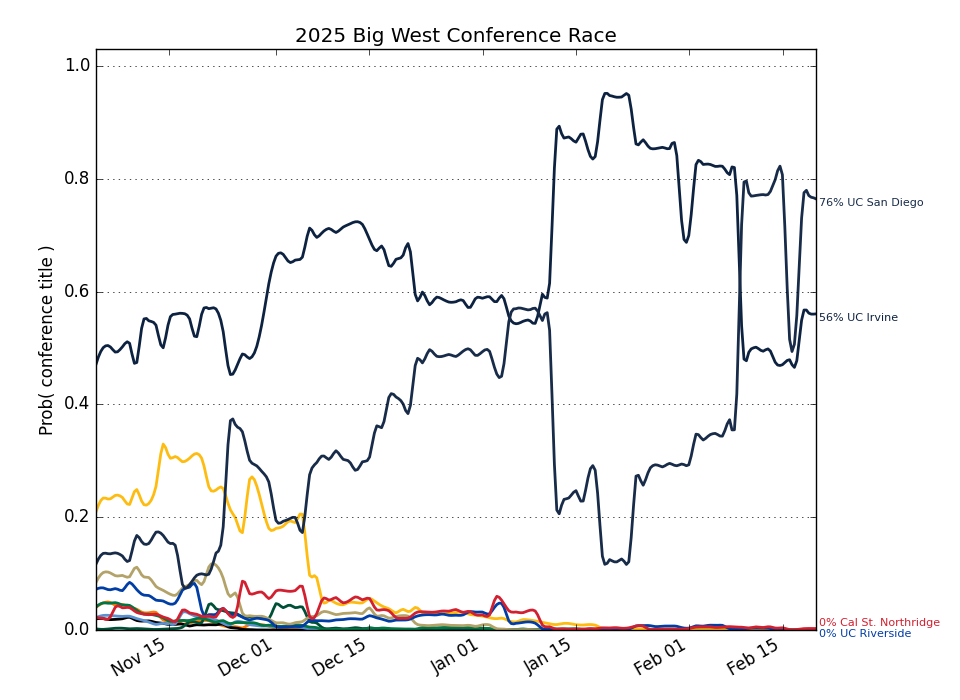 2025 Big West Conference Race
Prob( conference title )
1.0
0.8
0.6
0.4
0.2
0.0
76% UC San Diego
56% UC Irvine
0% Cal St. Northridge
0% UC Riverside
Nov 15
Dec 01
Dec 15
Jan 01
Jan 15
Feb 01
Feb 15